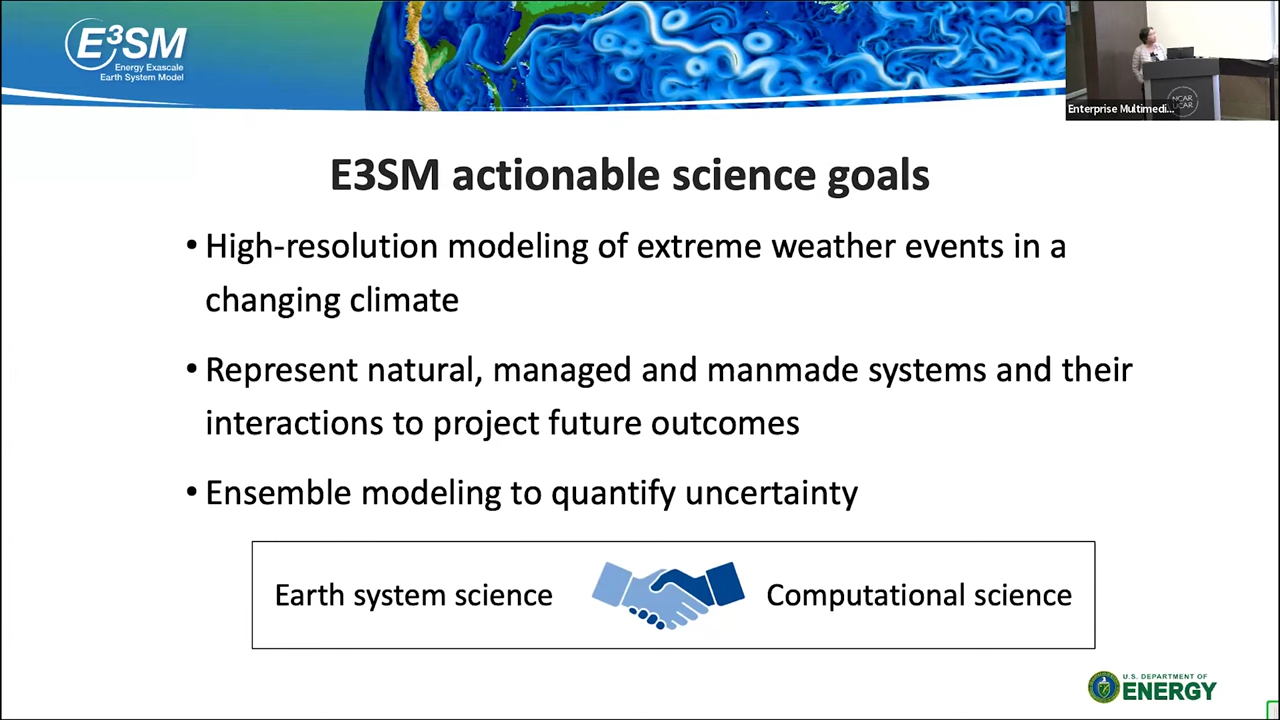 E³SM
Energy Exascale
Earth System Model
Enterprise Multimedi...
NCAR
UCAR
E3SM actionable science goals
• High-resolution modeling of extreme weather events in a
changing climate
• Represent natural, managed and manmade systems and their
interactions to project future outcomes
• Ensemble modeling to quantify uncertainty
Earth system science
Computational science
U.S. DEPARTMENT OF
ENERGY